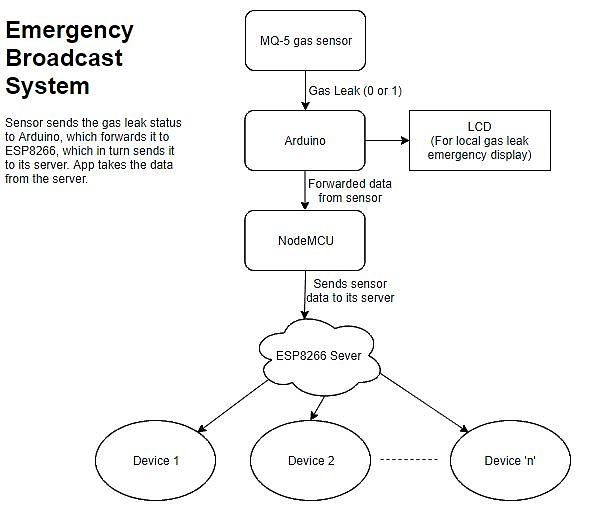 Emergency
Broadcast
System
Sensor sends the gas leak status
to Arduino, which forwards it to
ESP8266, which in turn sends it
to its server. App takes the data
from the server.
MQ-5 gas sensor
Gas Leak (0 or 1)
Arduino
LCD
(For local gas leak
emergency display)
Forwarded data
from sensor
NodeMCU
Sends sensor
data to its server
ESP8266 Sever
Device 1
Device 2
Device 'n'